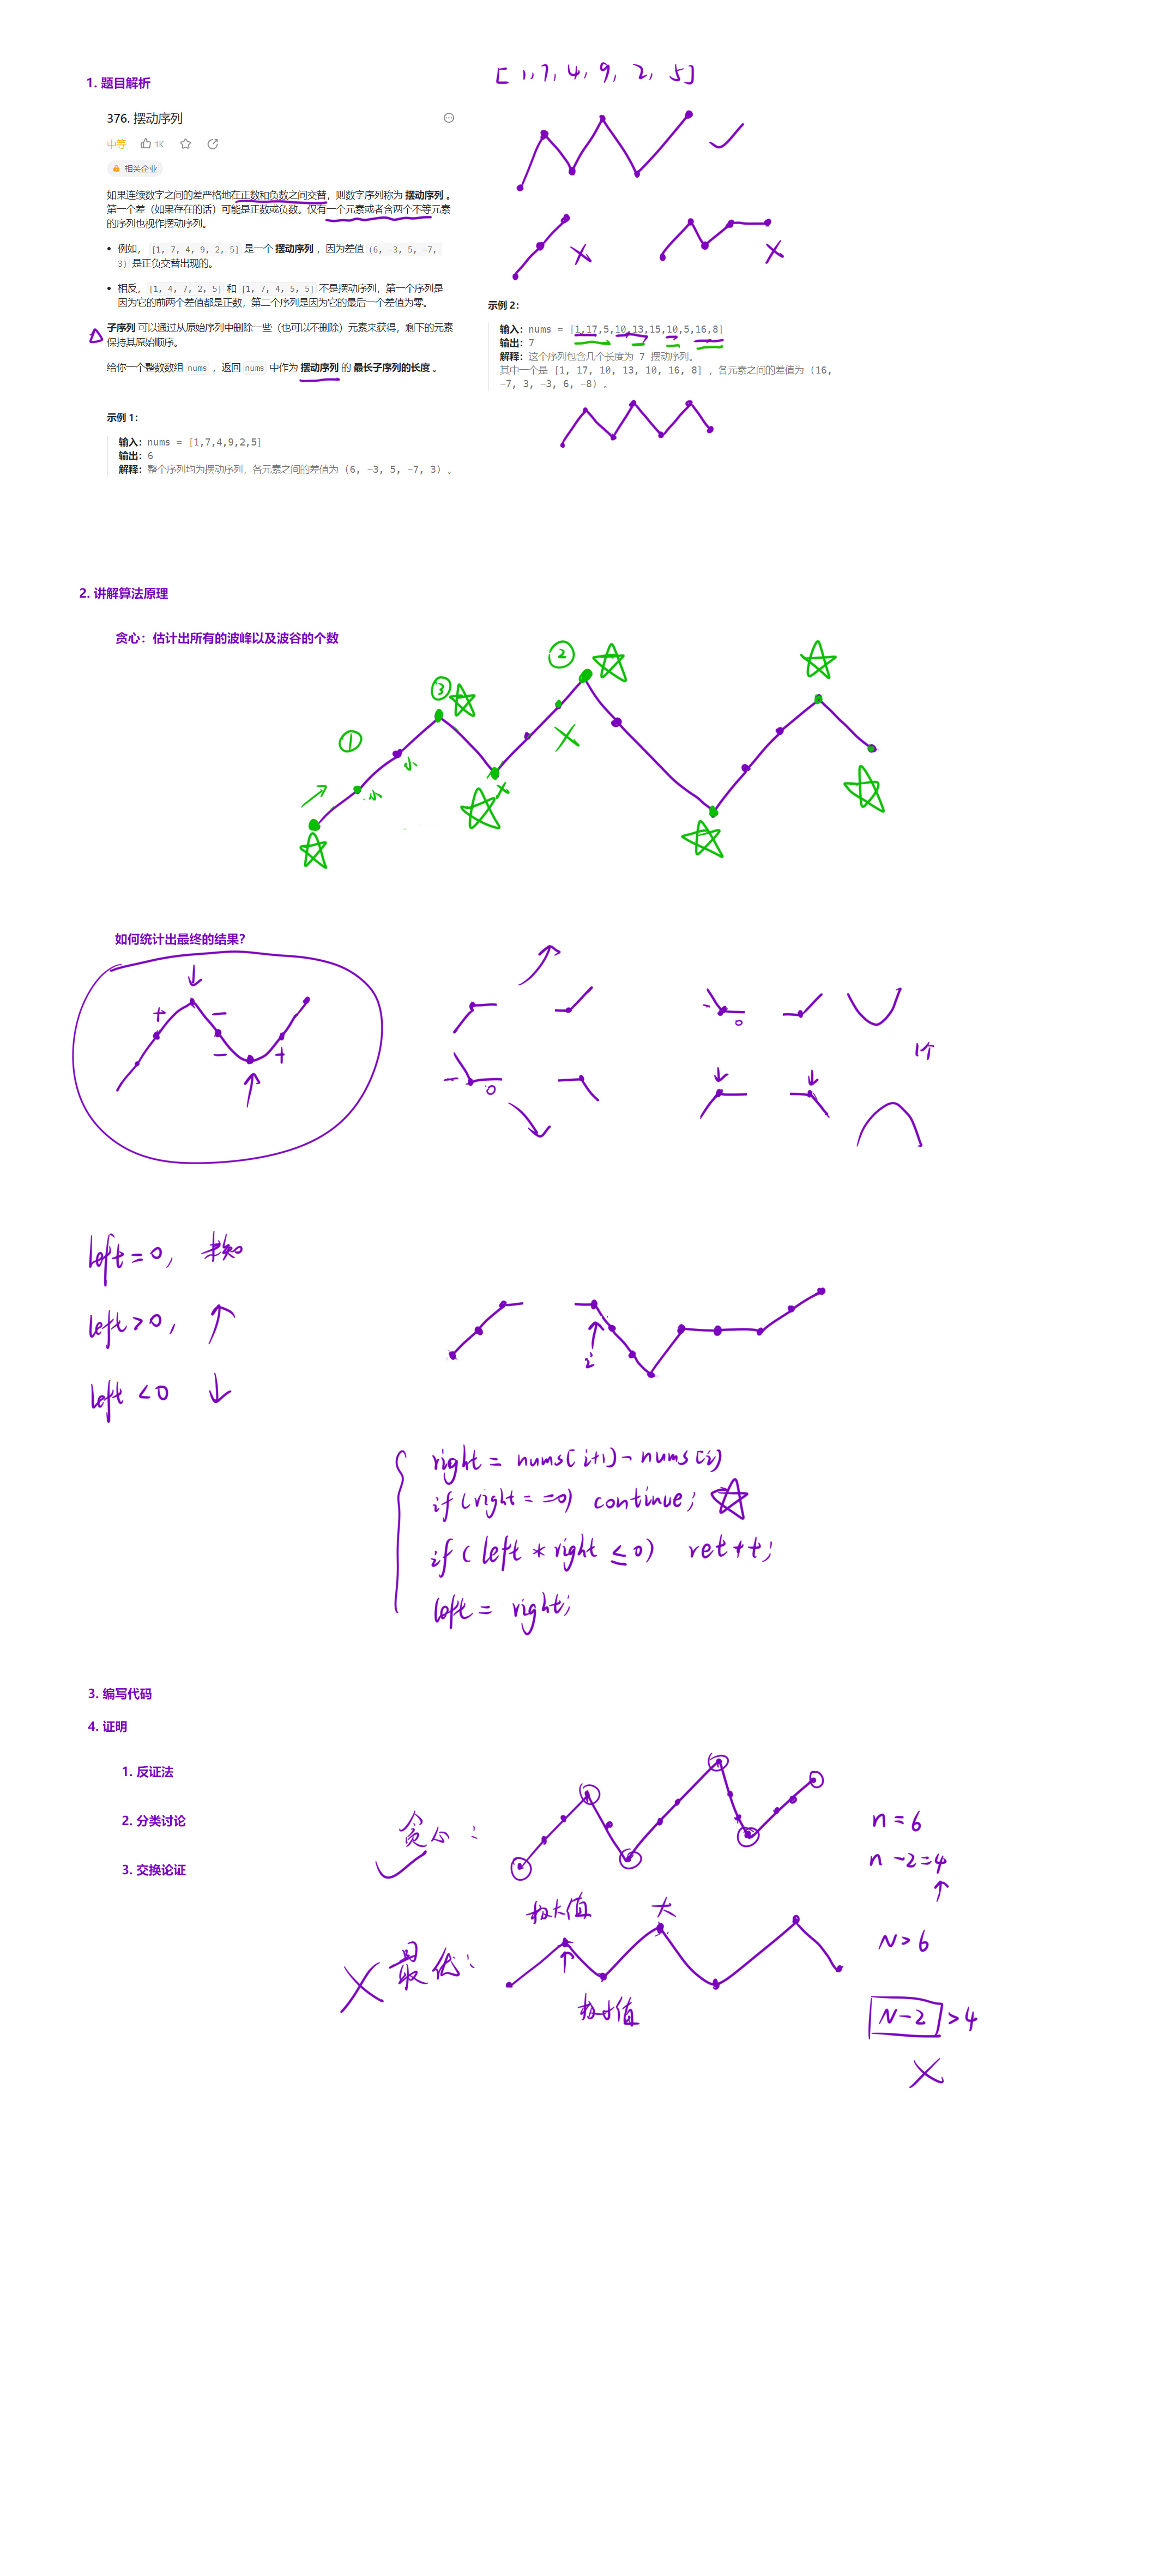 1. 题目解析
376. 摆动序列
中等 1K
相关企业
如果连续数字之间的差严格地在正数和负数之间交替，则数字序列称为 摆动序列 。
第一个差（如果存在的话）可能是正数或负数。仅有一个元素或者含两个不等元素
的序列也视作摆动序列。
例如， [1, 7, 4, 9, 2, 5] 是一个 摆动序列 ，因为差值 (6, -3, 5, -7,
3) 是正负交替出现的。
相反，[1, 4, 7, 2, 5] 和 [1, 7, 4, 5, 5] 不是摆动序列，第一个序列是
因为它的前两个差值都是正数，第二个序列是因为它的最后一个差值为零。
子序列 可以通过从原始序列中删除一些（也可以不删除）元素来获得，剩下的元素
保持其原始顺序。
给你一个整数数组 nums ，返回 nums 中作为 摆动序列 的 最长子序列的长度 。
示例 1：
输入：nums = [1,7,4,9,2,5]
输出：6
解释：整个序列均为摆动序列，各元素之间的差值为 (6, -3, 5, -7, 3) 。
[1,7,4,9,2,5]
示例 2：
输入：nums = [1,17,5,10,13,15,10,5,16,8]
输出：7
解释：这个序列包含几个长度为 7 摆动序列。
其中一个是 [1, 17, 10, 13, 10, 16, 8] ，各元素之间的差值为 (16,
-7, 3, -3, 6, -8) 。
2. 讲解算法原理
贪心：估计出所有的波峰以及波谷的个数
②
③
①
小
小
如何统计出最终的结果？
+ -
- +
- 0
- 0
1个
left = 0, 未知
left > 0, ↑
left < 0 ↓
i
right = nums[i+1) - nums[i)
if (right == 0) continue;
if ( left * right ≤ 0) ret++;
left = right;
3. 编写代码
4. 证明
1. 反证法
2. 分类讨论
3. 交换论证
贪心：
n = 6
n - 2 = 4
极大值 大
最优：
极小值
N > 6
N - 2 > 4